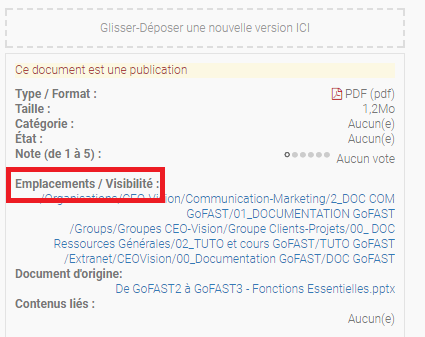 Glisser-Déposer une nouvelle version ICI
Ce document est une publication
Type / Format : PDF (pdf)
Taille : 1,2Mo
Catégorie : Aucun(e)
État : Aucun(e)
Note (de 1 à 5) : Aucun vote
Emplacements / Visibilité :
/Organisations/CEO-Vision/Communication-Marketing/2_DOC COM
GoFAST/01_DOCUMENTATION GoFAST
/Groups/Groupes CEO-Vision/Groupe Clients-Projets/00_ DOC
Ressources Générales/02_TUTO et cours GoFAST/TUTO GoFAST
/Extranet/CEOVision/00_Documentation GoFAST/DOC GoFAST
Document d'origine:
De GoFAST2 à GoFAST3 - Fonctions Essentielles.pptx
Contenus liés :
Aucun(e)